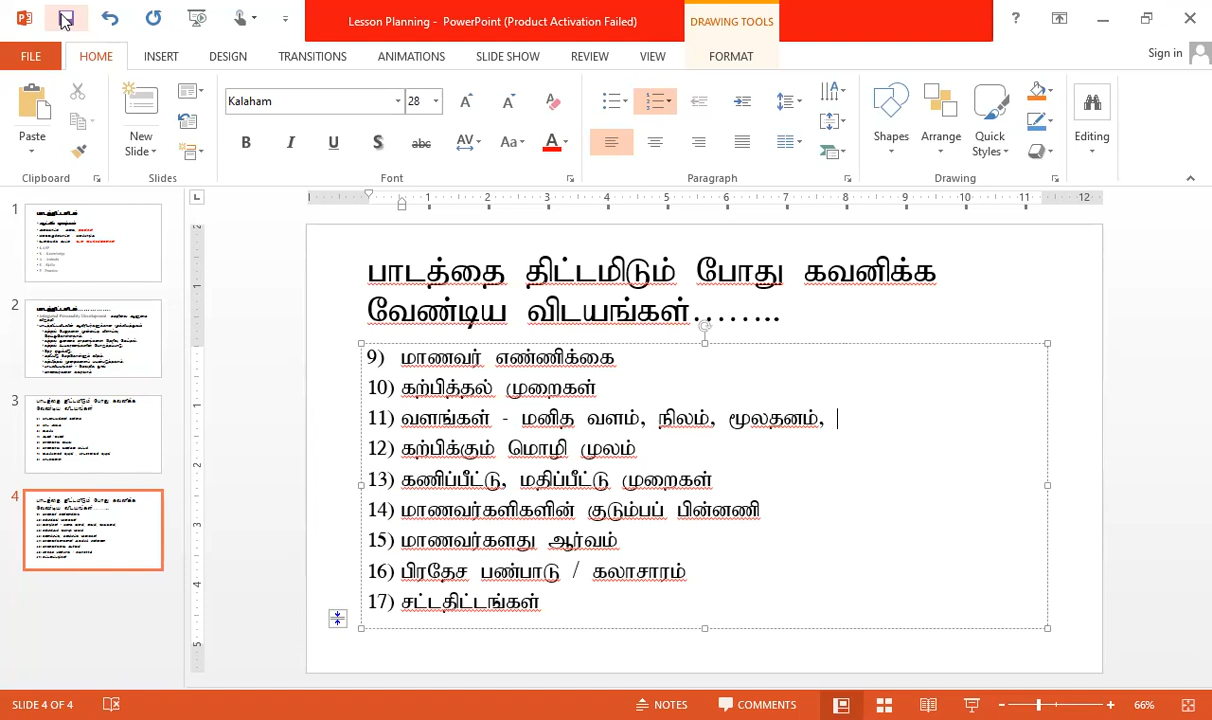 Lesson Planning - PowerPoint (Product Activation Failed)
DRAWING TOOLS
Sign in
FILE HOME INSERT DESIGN TRANSITIONS ANIMATIONS SLIDE SHOW REVIEW VIEW FORMAT
Paste
New Slide
Kalaham 28
Shapes Arrange Quick Styles Editing
Clipboard Slides Font Paragraph Drawing
பாடத்தை திட்டமிடும் போது கவனிக்க
வேண்டிய விடயங்கள்……..
9) மாணவர் எண்ணிக்கை
10) கற்பித்தல் முறைகள்
11) வளங்கள் - மனித வளம், நிலம், மூலதனம்,
12) கற்பிக்கும் மொழி முலம்
13) கணிப்பீட்டு, மதிப்பீட்டு முறைகள்
14) மாணவர்களிகளின் குடும்பப் பின்னணி
15) மாணவர்களது ஆர்வம்
16) பிரதேச பண்பாடு / கலாசாரம்
17) சட்டதிட்டங்கள்
SLIDE 4 OF 4 NOTES COMMENTS 66%